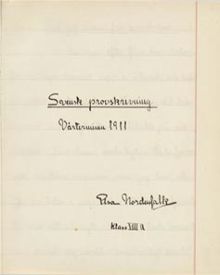 Svensk provskrivning
Vårterminen 1911
Elsa Nordenfalk
Klass VIII a